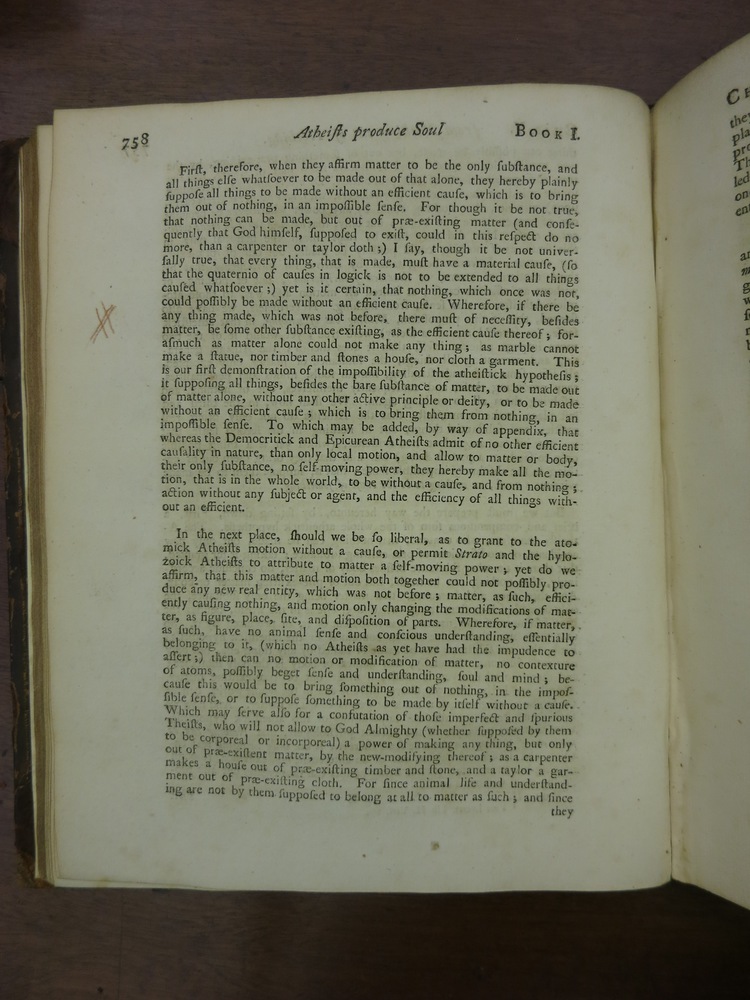 758 Atheiſts produce Soul BOOK I.
Firſt, therefore, when they affirm matter to be the only ſubſtance, and
all things elſe whatſoever to be made out of that alone, they hereby plainly
ſuppoſe all things to be made without an efficient cauſe, which is to bring
them out of nothing, in an impoſſible ſenſe. For though it be not true,
that nothing can be made, but out of præ-exiſting matter (and conſe-
quently that God himſelf, ſuppoſed to exiſt, could in this reſpect do no
more, than a carpenter or taylor doth ;) I ſay, though it be not univer-
ſally true, that every thing, that is made, muſt have a material cauſe, (ſo
that the quaternio of cauſes in logick is not to be extended to all things
cauſed whatſoever ;) yet is it certain, that nothing, which once was not,
could poſſibly be made without an efficient cauſe. Wherefore, if there be
any thing made, which was not before, there muſt of neceſſity, beſides
matter, be ſome other ſubſtance exiſting, as the efficient cauſe thereof ; for-
aſmuch as matter alone could not make any thing ; as marble cannot
make a ſtatue, nor timber and ſtones a houſe, nor cloth a garment. This
is our firſt demonſtration of the impoſſibility of the atheiſtick hypotheſis ;
it ſuppoſing all things, beſides the bare ſubſtance of matter, to be made out
of matter alone, without any other active principle or deity, or to be made
without an efficient cauſe ; which is to bring them from nothing, in an
impoſſible ſenſe. To which may be added, by way of appendix, that
whereas the Democritick and Epicurean Atheiſts admit of no other efficient
cauſality in nature, than only local motion, and allow to matter or body,
their only ſubſtance, no ſelf-moving power, they hereby make all the mo-
tion, that is in the whole world, to be without a cauſe, and from nothing ;
action without any ſubject or agent, and the efficiency of all things with-
out an efficient.
In the next place, ſhould we be ſo liberal, as to grant to the ato-
mick Atheiſts motion without a cauſe, or permit Strato and the hylo-
zoick Atheiſts to attribute to matter a ſelf-moving power ; yet do we
affirm, that this matter and motion both together could not poſſibly pro-
duce any new real entity, which was not before ; matter, as ſuch, effici-
ently cauſing nothing, and motion only changing the modifications of mat-
ter, as figure, place, ſite, and diſpoſition of parts. Wherefore, if matter,
as ſuch, have no animal ſenſe and conſcious underſtanding, eſſentially
belonging to it, (which no Atheiſts as yet have had the impudence to
aſſert ;) then can no motion or modification of matter, no contexture
of atoms, poſſibly beget ſenſe and underſtanding, ſoul and mind ; be-
cauſe this would be to bring ſomething out of nothing, in the impoſ-
ſible ſenſe, or to ſuppoſe ſomething to be made by itſelf without a cauſe.
Which may ſerve alſo for a confutation of thoſe imperfect and ſpurious
Theiſts, who will not allow to God Almighty (whether ſuppoſed by them
to be corporeal or incorporeal) a power of making any thing, but only
out of præ-exiſtent matter, by the new-modifying thereof ; as a carpenter
makes a houſe out of præ-exiſting timber and ſtone, and a taylor a gar-
ment out of præ-exiſting cloth. For ſince animal life and underſtand-
ing are not by them ſuppoſed to belong at all to matter as ſuch ; and ſince
they